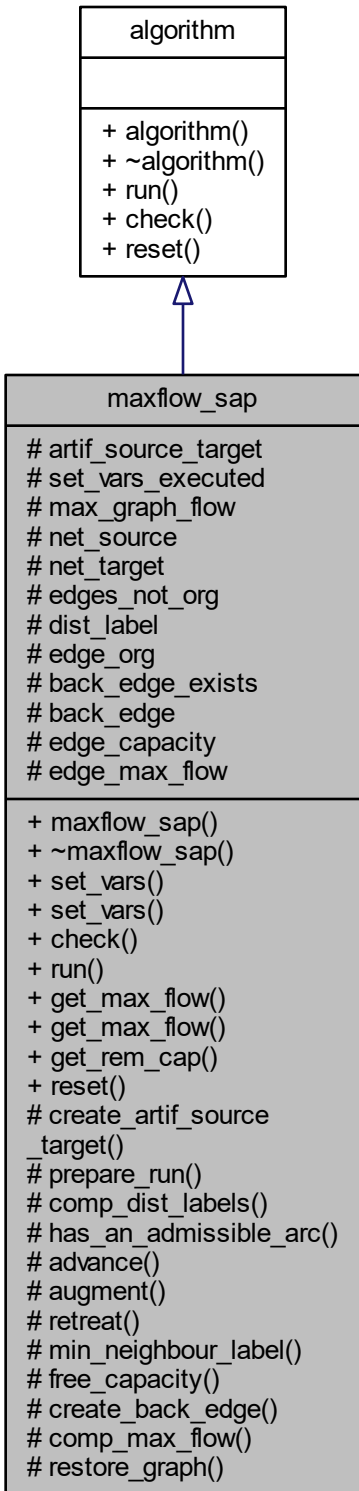 algorithm
+ algorithm()
+ ~algorithm()
+ run()
+ check()
+ reset()
maxflow_sap
# artif_source_target
# set_vars_executed
# max_graph_flow
# net_source
# net_target
# edges_not_org
# dist_label
# edge_org
# back_edge_exists
# back_edge
# edge_capacity
# edge_max_flow
+ maxflow_sap()
+ ~maxflow_sap()
+ set_vars()
+ set_vars()
+ check()
+ run()
+ get_max_flow()
+ get_max_flow()
+ get_rem_cap()
+ reset()
# create_artif_source
_target()
# prepare_run()
# comp_dist_labels()
# has_an_admissible_arc()
# advance()
# augment()
# retreat()
# min_neighbour_label()
# free_capacity()
# create_back_edge()
# comp_max_flow()
# restore_graph()